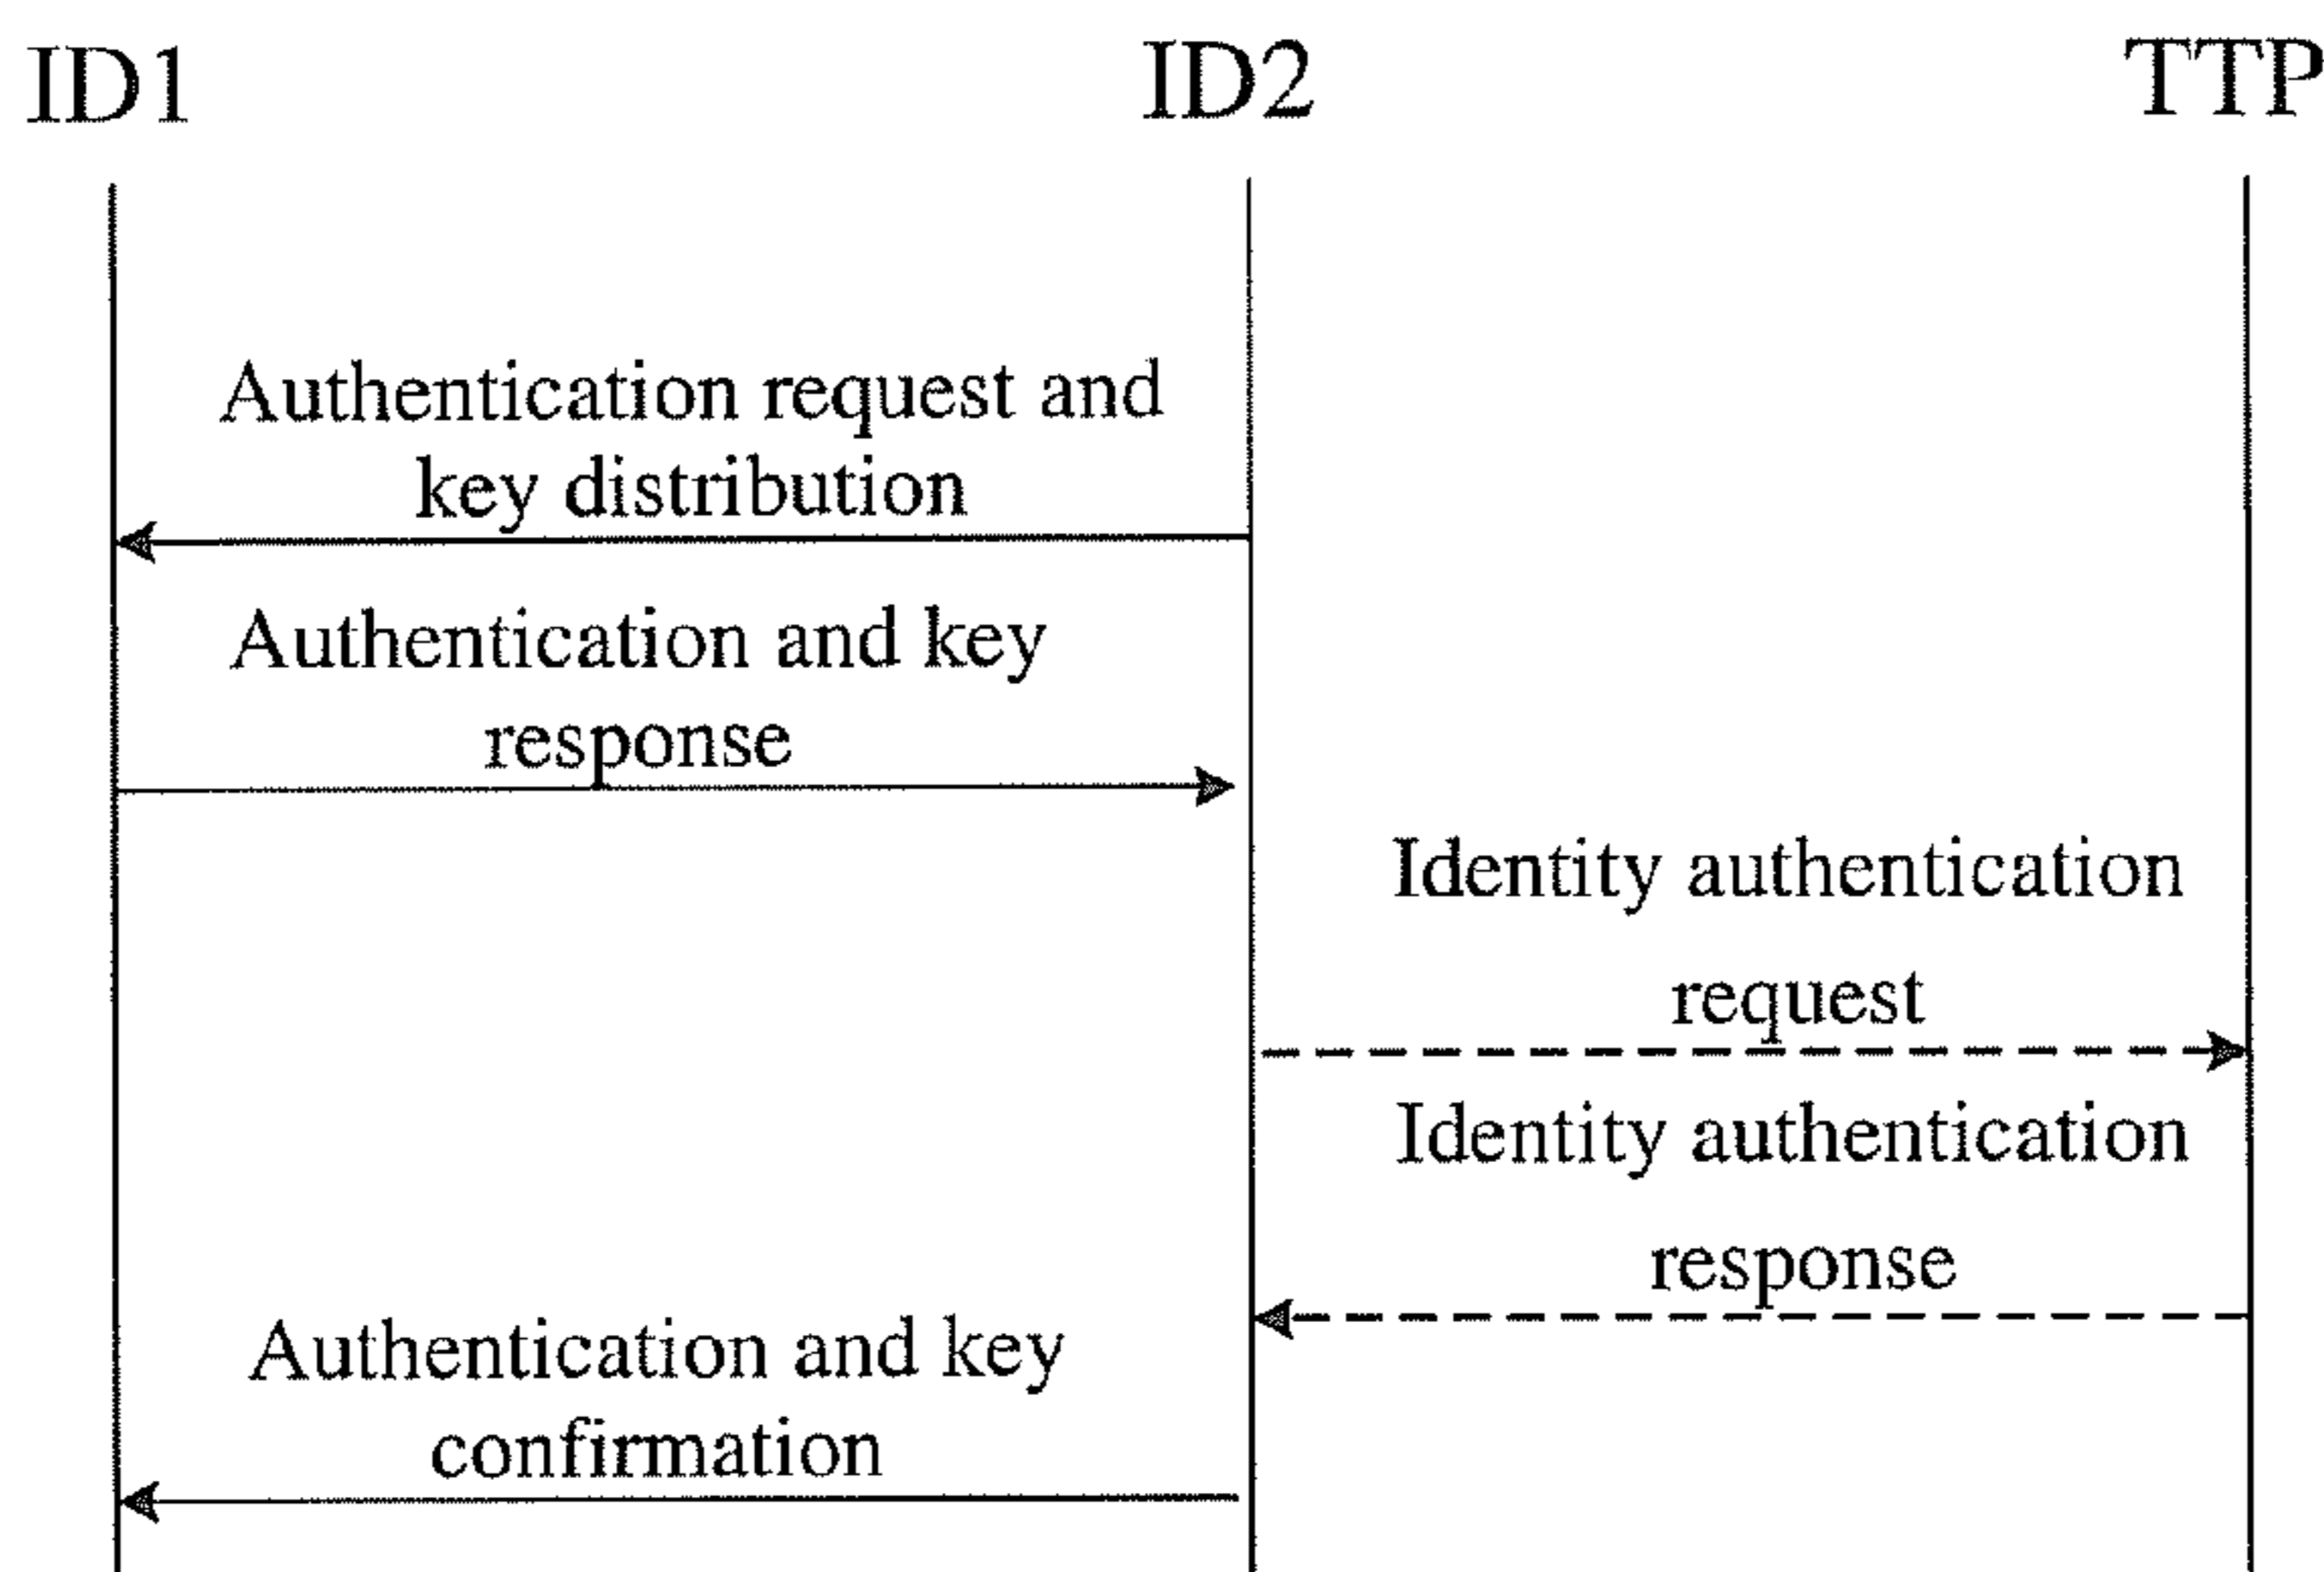 ID1
ID2
TTP
Authentication request and
key distribution
Authentication and key
response
Identity authentication
request
Identity authentication
response
Authentication and key
confirmation